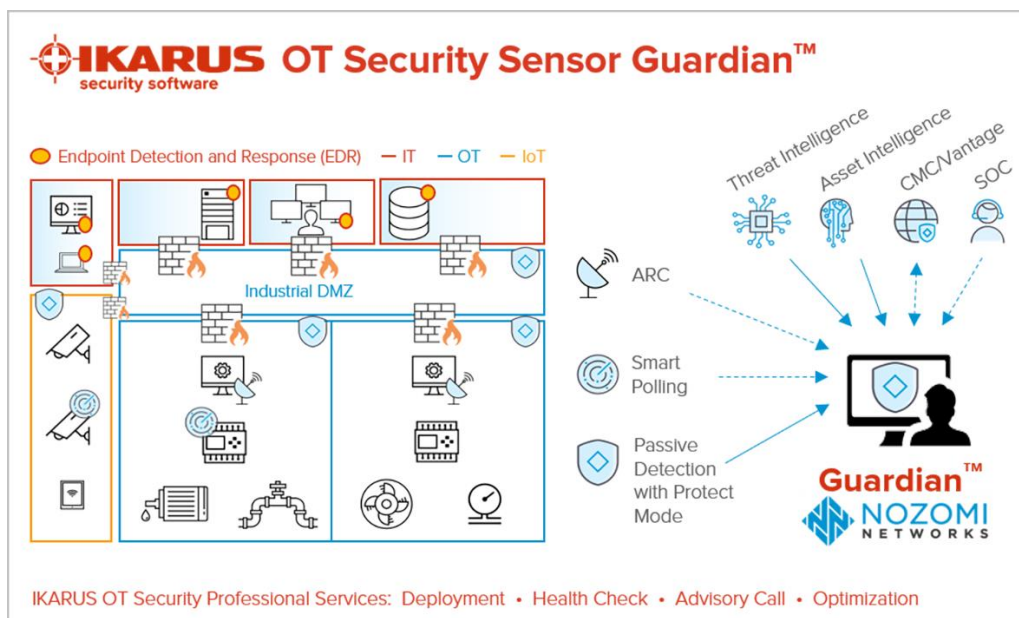 IKARUS OT Security Sensor Guardian™
security software
Endpoint Detection and Response (EDR) IT OT IoT
Threat Intelligence
Asset Intelligence
CMC/Vantage
SOC
Industrial DMZ
ARC
Smart
Polling
Passive
Detection
with Protect
Mode
Guardian™
NOZOMI
NETWORKS
IKARUS OT Security Professional Services: Deployment • Health Check • Advisory Call • Optimization